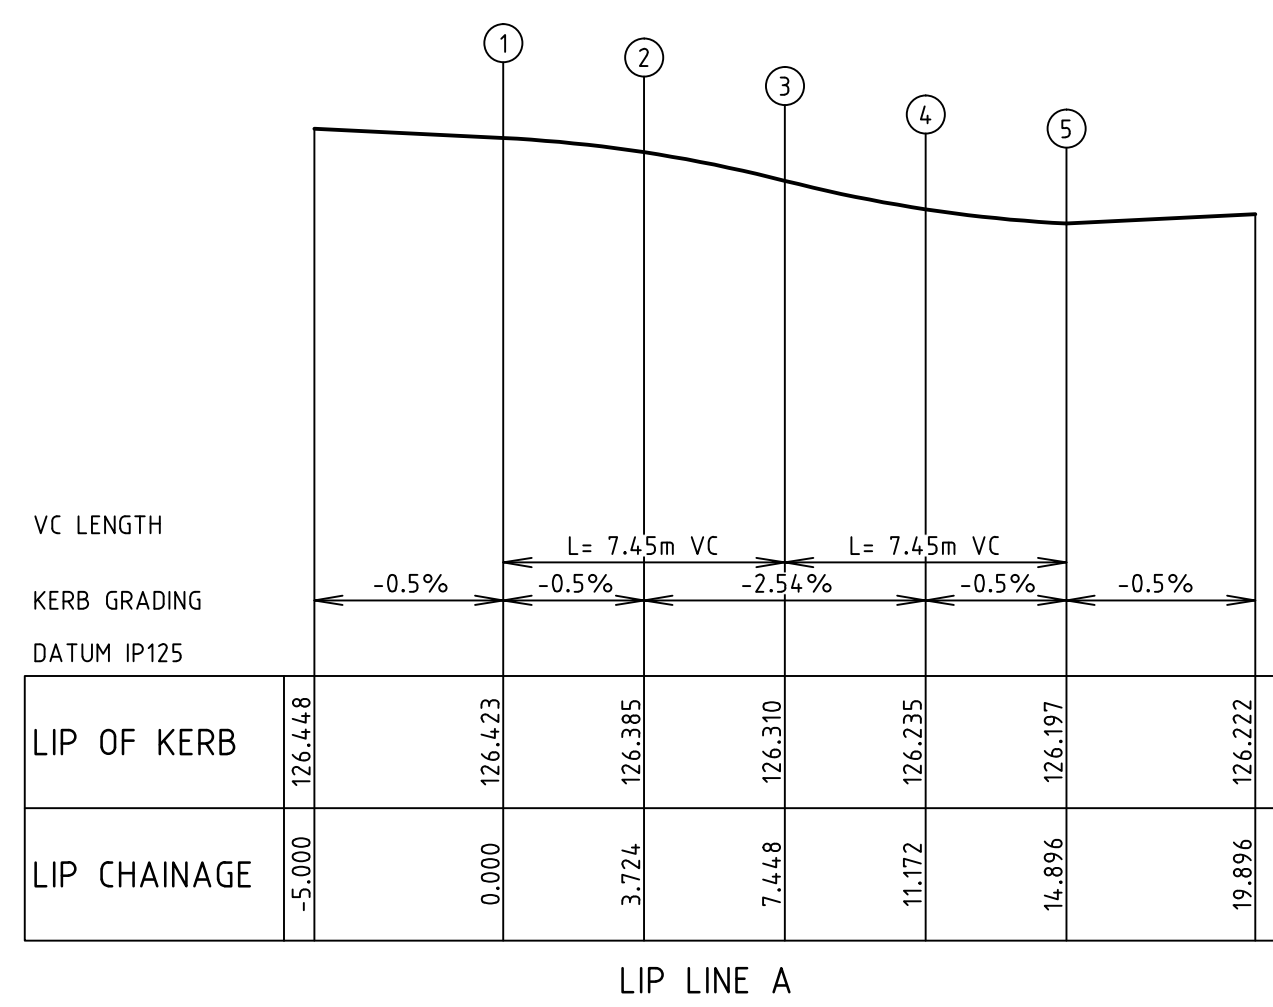 1
2
3
4
5
VC LENGTH
L= 7.45m VC L= 7.45m VC
KERB GRADING
-0.5% -0.5% -2.54% -0.5% -0.5%
DATUM IP125
LIP OF KERB 126.448 126.423 126.385 126.310 126.235 126.197 126.222
LIP CHAINAGE -5.000 0.000 3.724 7.448 11.172 14.896 19.896
LIP LINE A